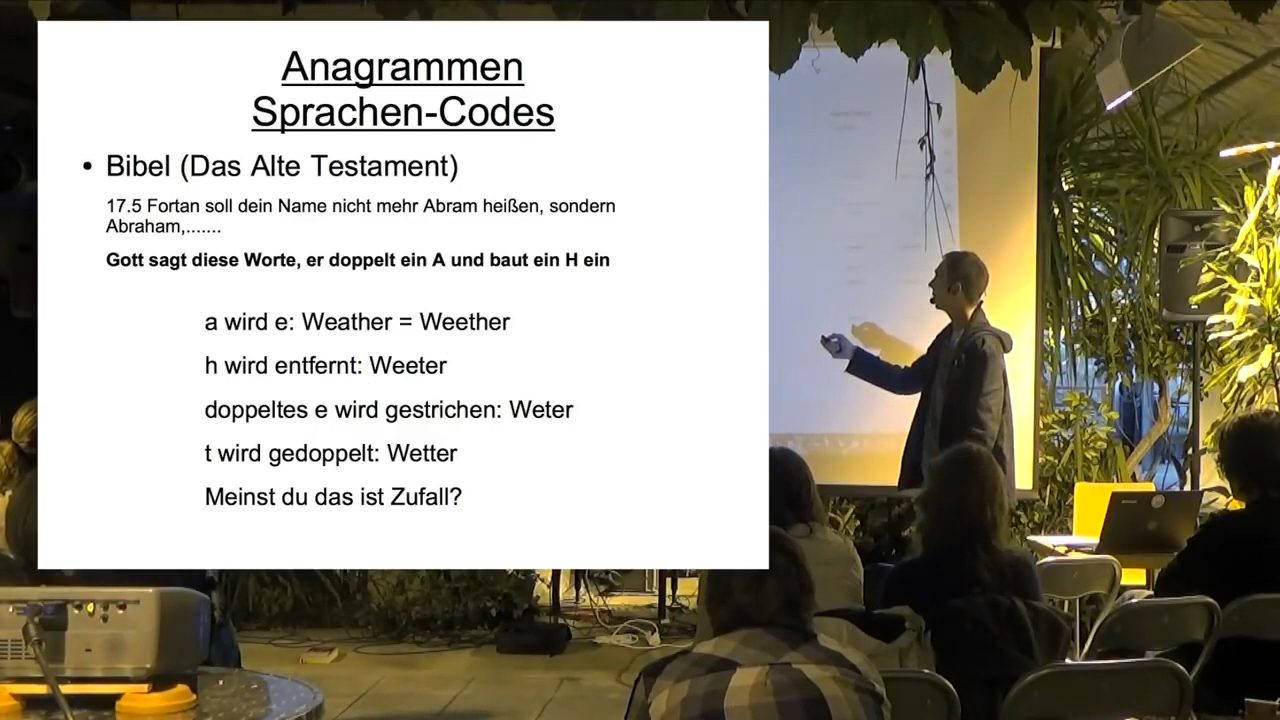 Anagrammen
Sprachen-Codes
• Bibel (Das Alte Testament)
17.5 Fortan soll dein Name nicht mehr Abram heißen, sondern
Abraham,.......
Gott sagt diese Worte, er doppelt ein A und baut ein H ein
a wird e: Weather = Weether
h wird entfernt: Weeter
doppeltes e wird gestrichen: Weter
t wird gedoppelt: Wetter
Meinst du das ist Zufall?